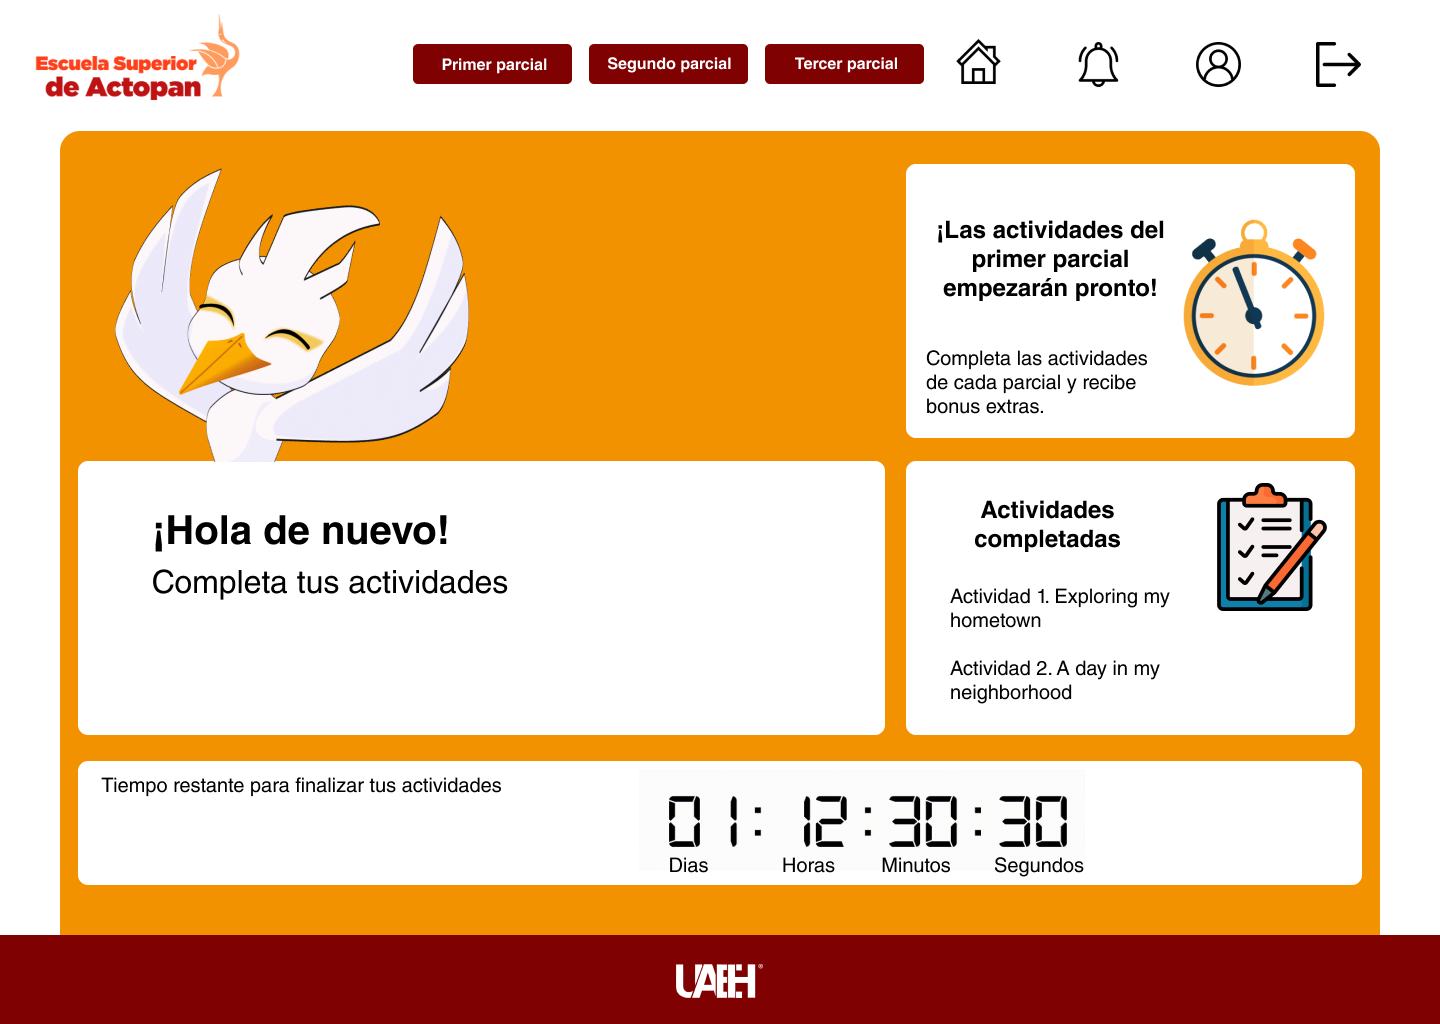 Escuela Superior
de Actopan
Primer parcial
Segundo parcial
Tercer parcial
¡Las actividades del
primer parcial
empezarán pronto!
Completa las actividades
de cada parcial y recibe
bonus extras.
¡Hola de nuevo!
Completa tus actividades
Actividades
completadas
Actividad 1. Exploring my
hometown
Actividad 2. A day in my
neighborhood
Tiempo restante para finalizar tus actividades
01: 12:30:30
Dias Horas Minutos Segundos
UAEH®